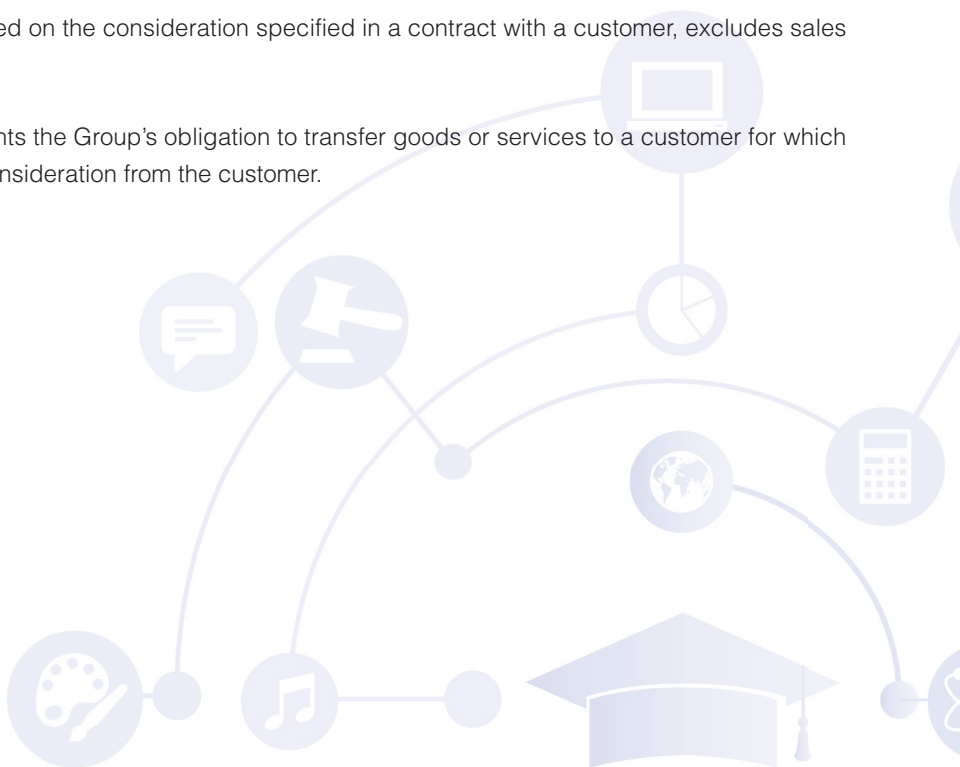 ed on the consideration specified in a contract with a customer, excludes sales
nts the Group’s obligation to transfer goods or services to a customer for which
nsideration from the customer.